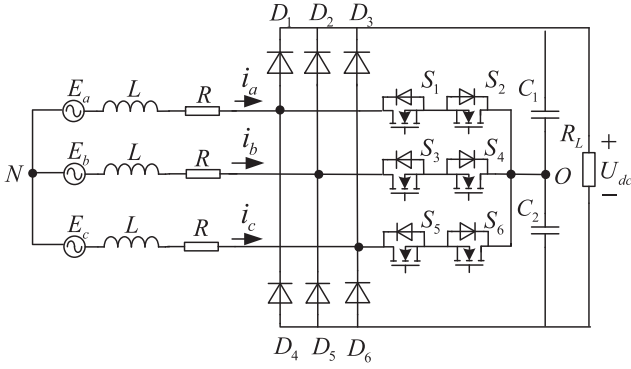 D1 D2 D3
Ea L R ia S1 S2 C1
Eb L R ib S3 S4 RL +
N O Udc
Ec L R ic S5 S6 C2 −
D4 D5 D6